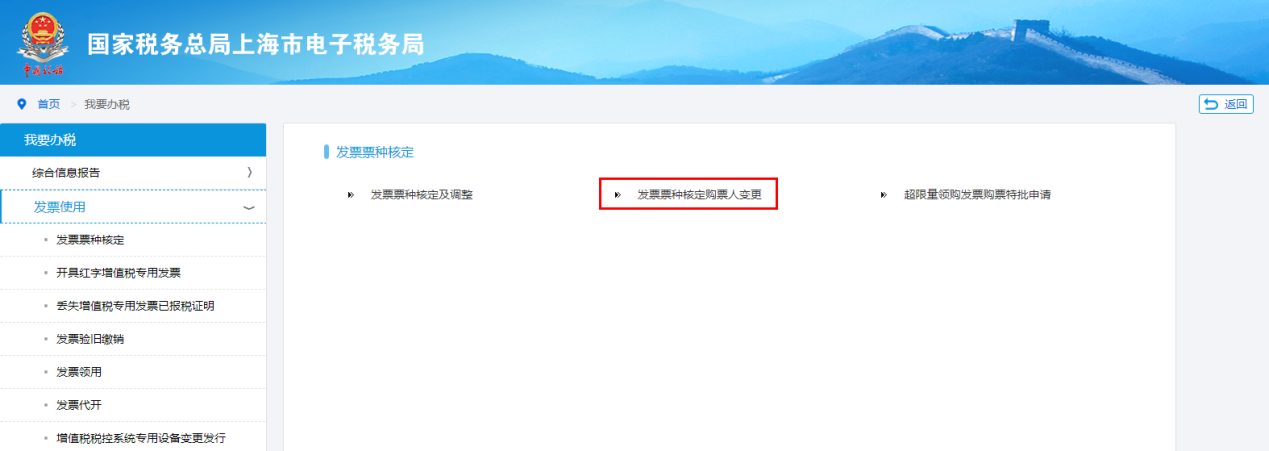 国家税务总局上海市电子税务局
中国税务
首页 > 我要办税
返回
我要办税
综合信息报告
发票使用
发票票种核定
开具红字增值税专用发票
丢失增值税专用发票已报税证明
发票验旧缴销
发票领用
发票代开
增值税税控系统专用设备变更发行
发票票种核定
发票票种核定及调整
发票票种核定购票人变更
超限量领购发票购票特批申请